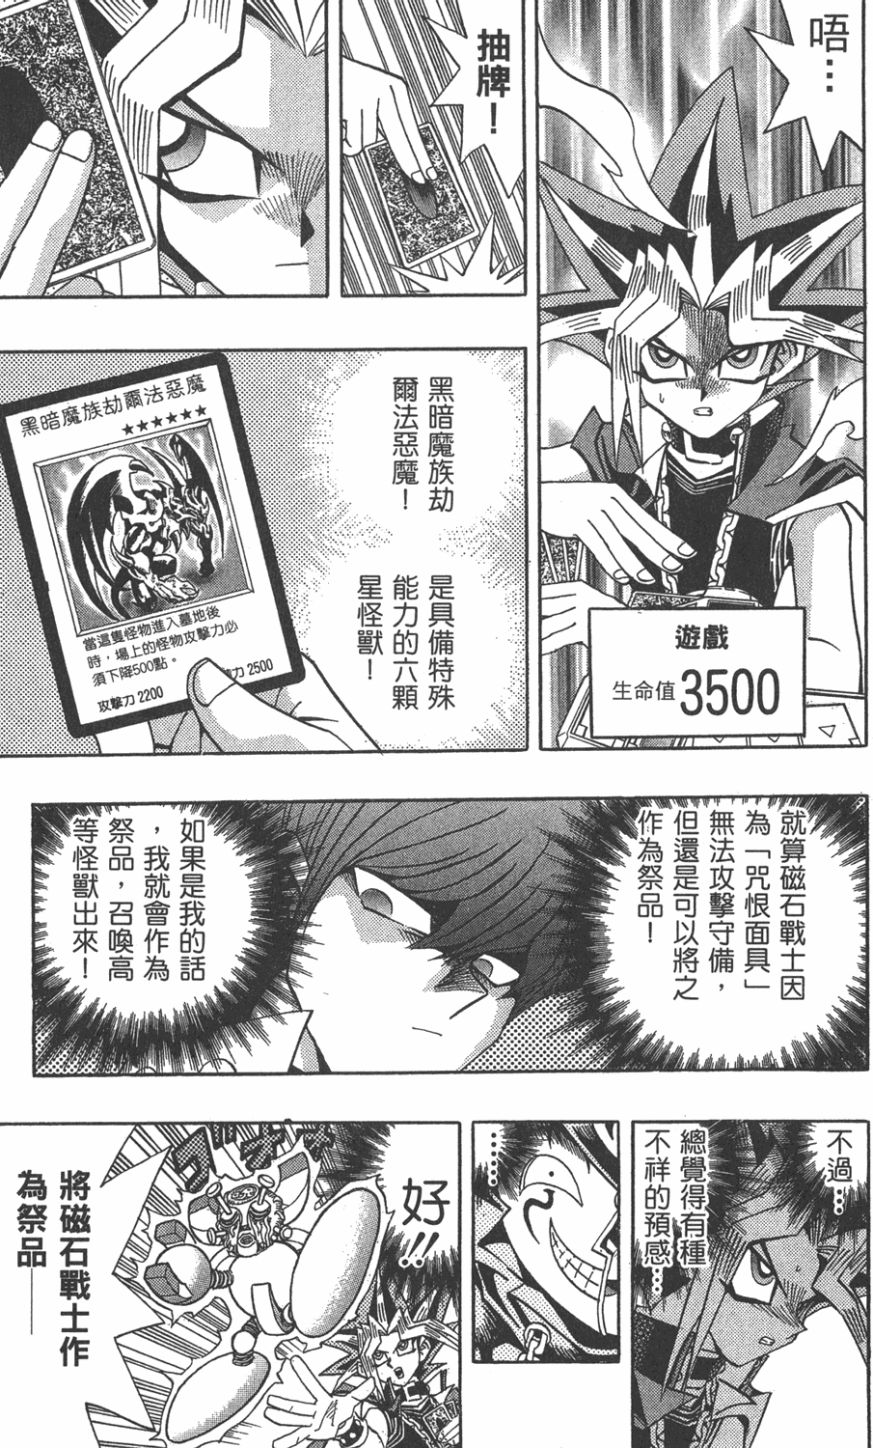 唔…
抽牌！
遊戲
生命值 3500
黑暗魔族劫
爾法惡魔！
是具備特殊
能力的六顆
星怪獸！
黑暗魔族劫爾法惡魔
★★★★★★
當這隻怪物進入墓地後
時，場上的怪物攻擊力必
須下降500點。
攻擊力 2200
力 2500
就算磁石戰士因
為「咒恨面具」
無法攻擊守備，
但還是可以將之
作為祭品！
如果是我的話
，我就會作為
祭品，召喚高
等怪獸出來！
不過…
總覺得有種
不祥的預感…
……
好!!
將磁石戰士作
為祭品——